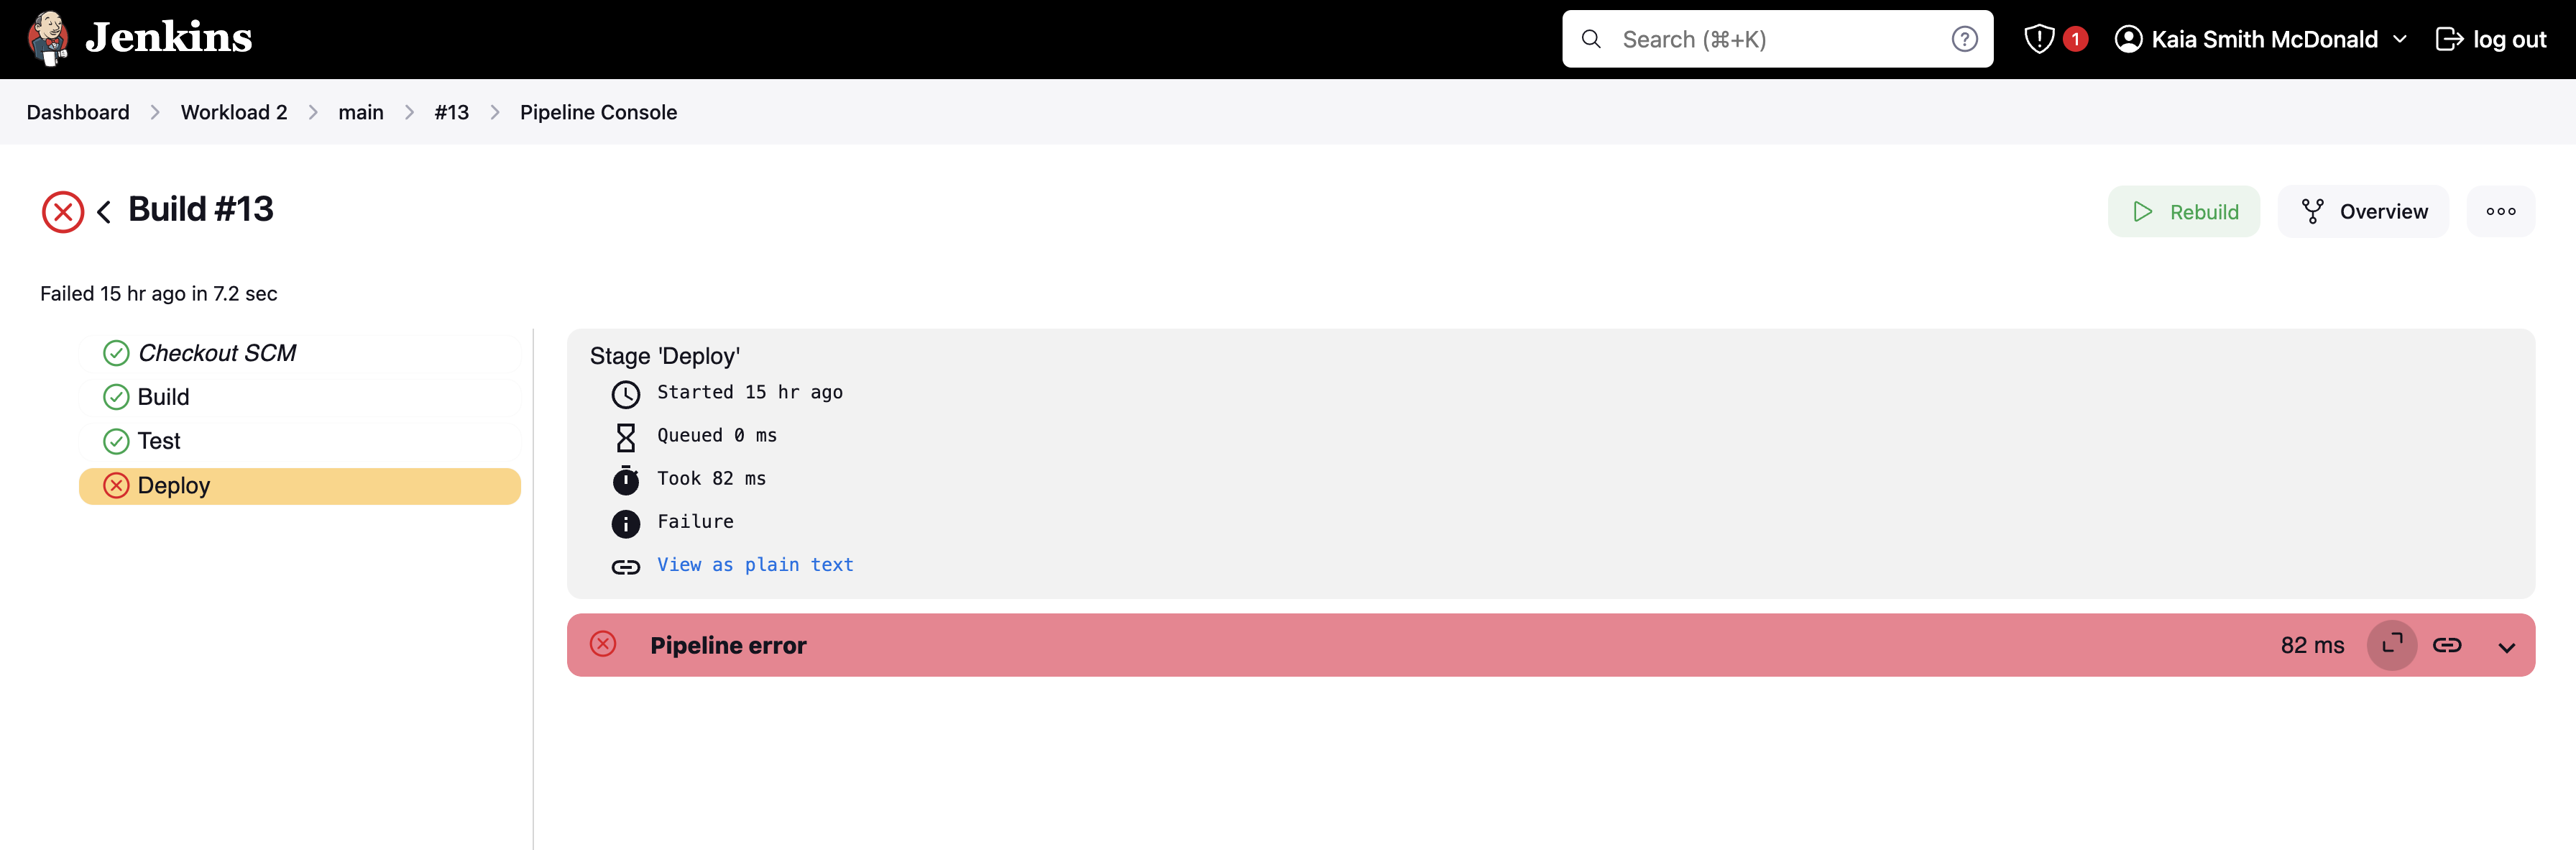 Jenkins
Search (⌘+K)
1
Kaia Smith McDonald
log out
Dashboard
Workload 2
main
#13
Pipeline Console
Build #13
Rebuild
Overview
Failed 15 hr ago in 7.2 sec
Checkout SCM
Build
Test
Deploy
Stage 'Deploy'
Started 15 hr ago
Queued 0 ms
Took 82 ms
Failure
View as plain text
Pipeline error
82 ms